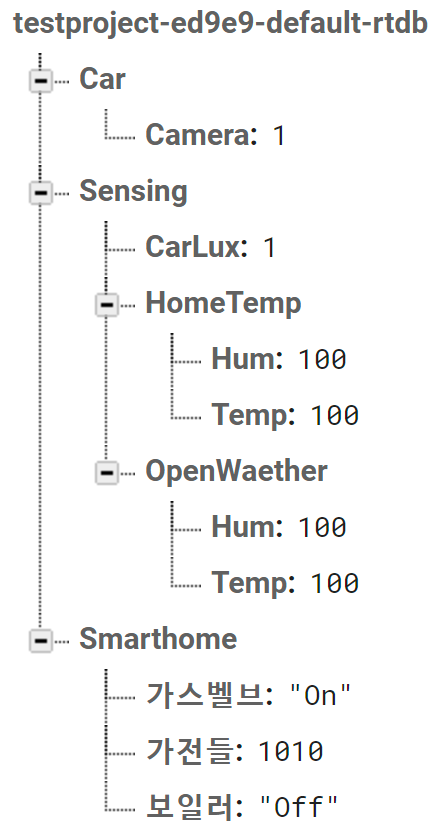 testproject-ed9e9-default-rtdb
Car
Camera: 1
Sensing
CarLux: 1
HomeTemp
Hum: 100
Temp: 100
OpenWaether
Hum: 100
Temp: 100
Smarthome
가스벨브: "On"
가전들: 1010
보일러: "Off"